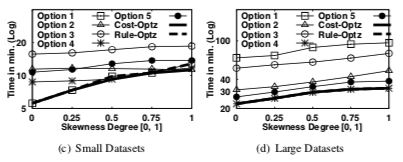 Option 1
Option 2
Option 3
Option 4
Option 5
Cost-Optz
Rule-Optz
Time in min. (Log)
20
10
5
0
0.25
0.5
0.75
1
Skewness Degree [0, 1]
(c) Small Datasets
Option 1
Option 2
Option 3
Option 4
Option 5
Cost-Optz
Rule-Optz
Time in min. (Log)
100
40
30
20
0
0.25
0.5
0.75
1
Skewness Degree [0, 1]
(d) Large Datasets